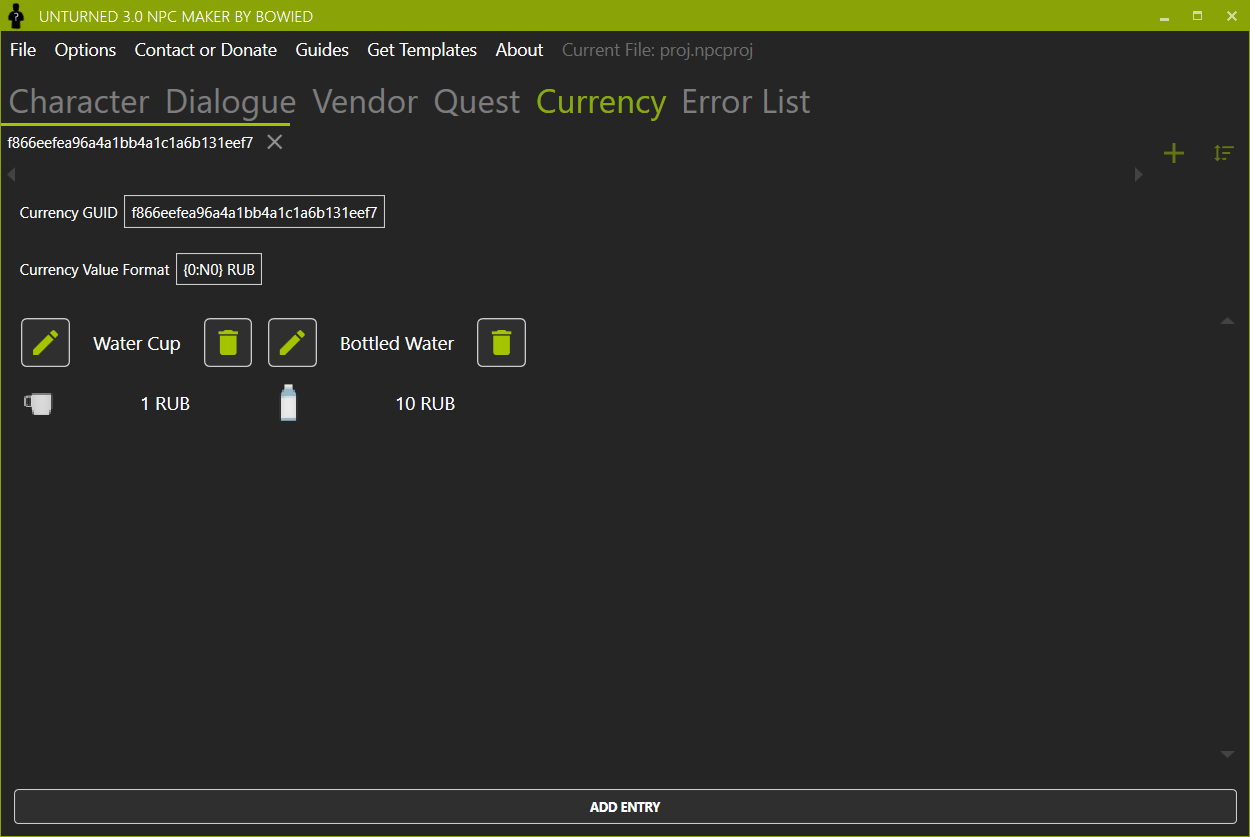 UNTURNED 3.0 NPC MAKER BY BOWIED
File Options Contact or Donate Guides Get Templates About Current File: proj.npcproj
Character Dialogue Vendor Quest Currency Error List
f866eefea96a4a1bb4a1c1a6b131eef7
Currency GUID f866eefea96a4a1bb4a1c1a6b131eef7
Currency Value Format {0:N0} RUB
Water Cup Bottled Water
1 RUB 10 RUB
ADD ENTRY